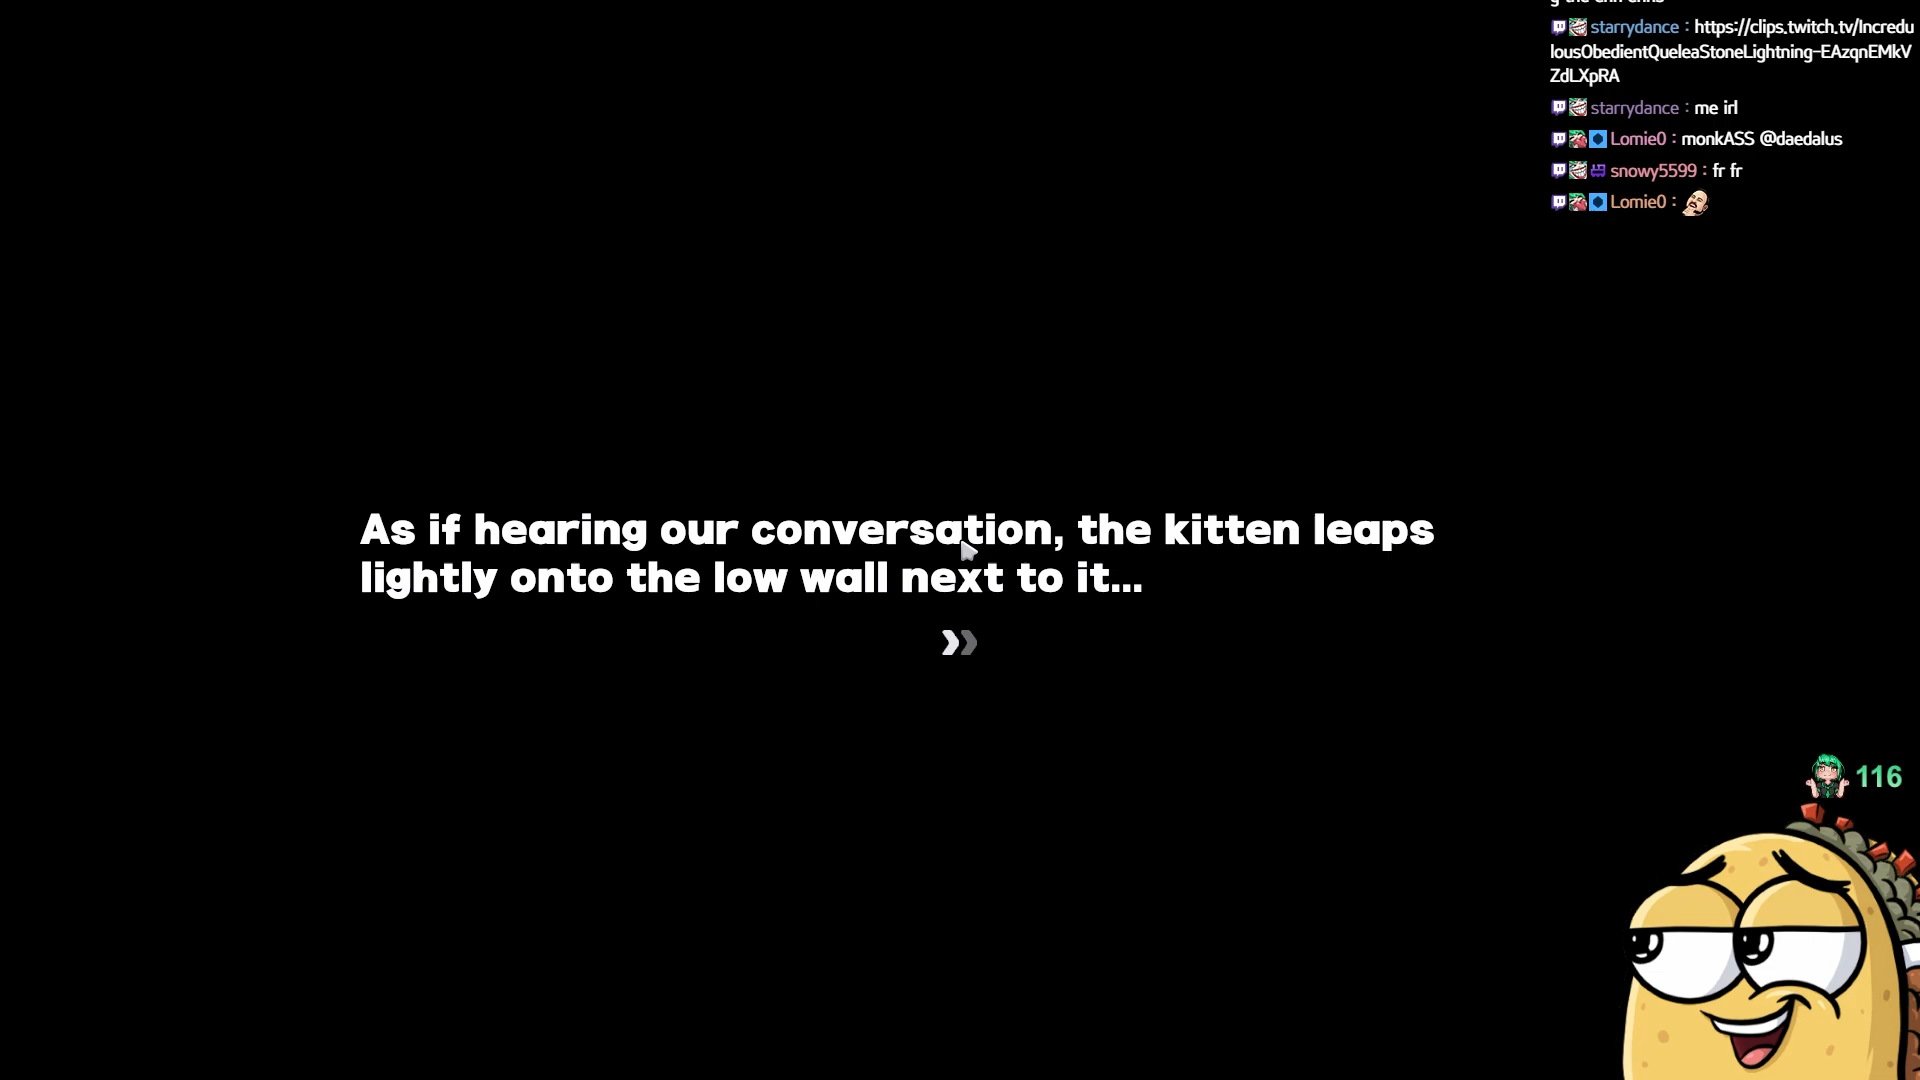 starrydance : https://clips.twitch.tv/Incredu
lousObedientQueleaStoneLightning-EAzqnEMkV
ZdLXpRA
starrydance : me irl
Lomie0 : monkASS @daedalus
snowy5599 : fr fr
Lomie0 :
As if hearing our conversation, the kitten leaps
lightly onto the low wall next to it...
116